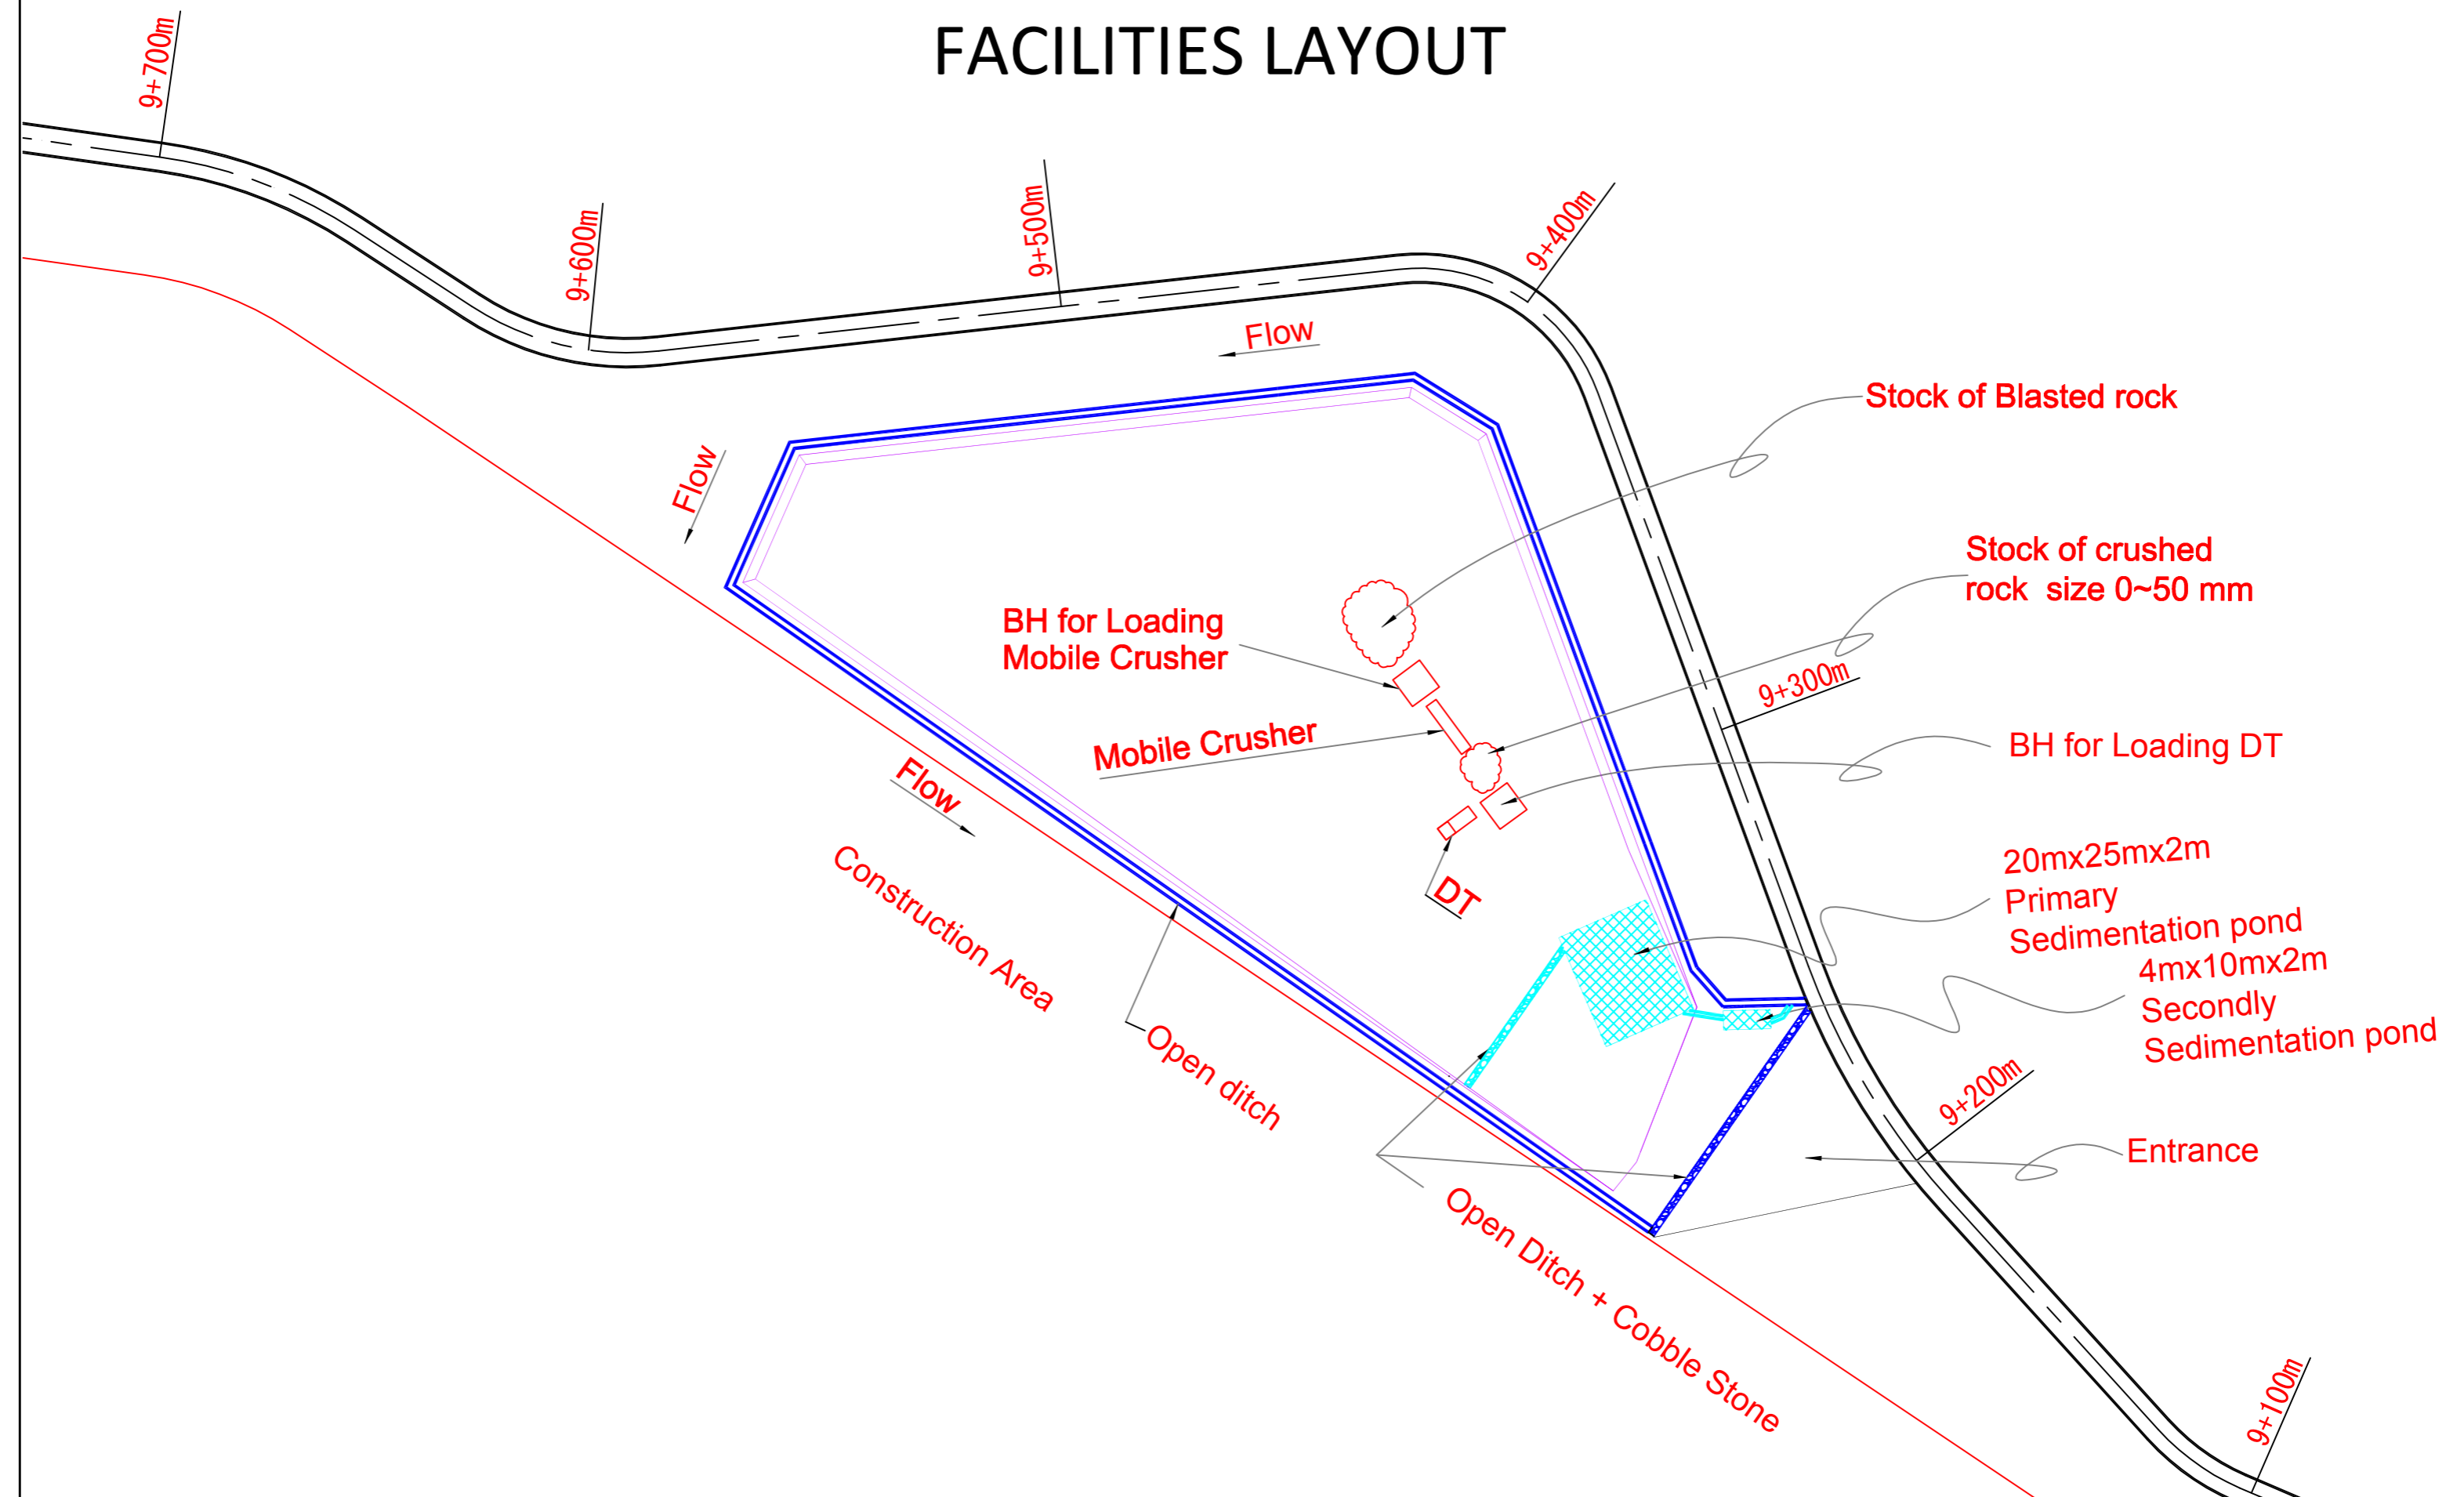 FACILITIES LAYOUT
9+700m
9+600m
9+500m
9+400m
Flow
Stock of Blasted rock
Flow
Stock of crushed
rock size 0~50 mm
BH for Loading
Mobile Crusher
9+300m
Mobile Crusher
BH for Loading DT
Flow
DT
20mx25mx2m
Primary
Sedimentation pond
Construction Area
4mx10mx2m
Secondly
Sedimentation pond
Open ditch
9+200m
Entrance
Open Ditch + Cobble Stone
9+100m